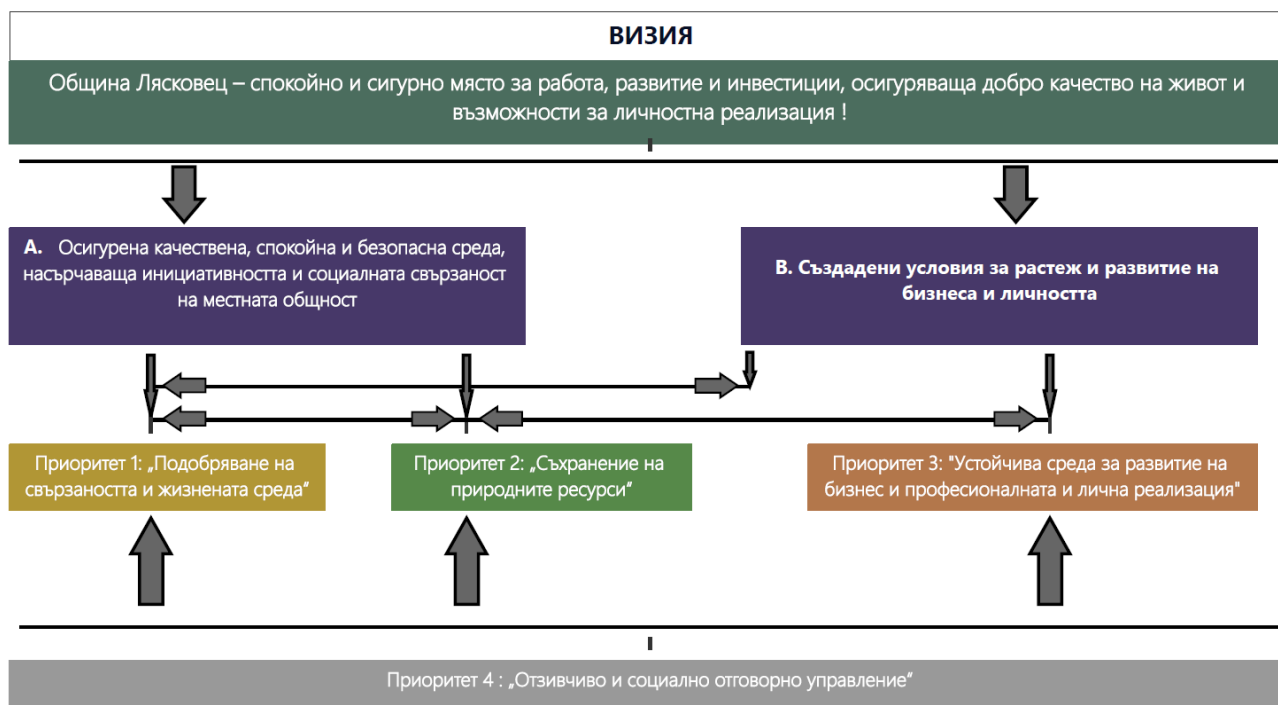 ВИЗИЯ
Община Лясковец – спокойно и сигурно място за работа, развитие и инвестиции, осигуряваща добро качество на живот и
възможности за личностна реализация !
А. Осигурена качествена, спокойна и безопасна среда,
насърчаваща инициативността и социалната свързаност
на местната общност
В. Създадени условия за растеж и развитие на
бизнеса и личността
Приоритет 1: „Подобряване на
свързаността и жизнената среда“
Приоритет 2: „Съхранение на
природните ресурси“
Приоритет 3: "Устойчива среда за развитие на
бизнес и професионалната и лична реализация"
Приоритет 4 : „Отзивчиво и социално отговорно управление“